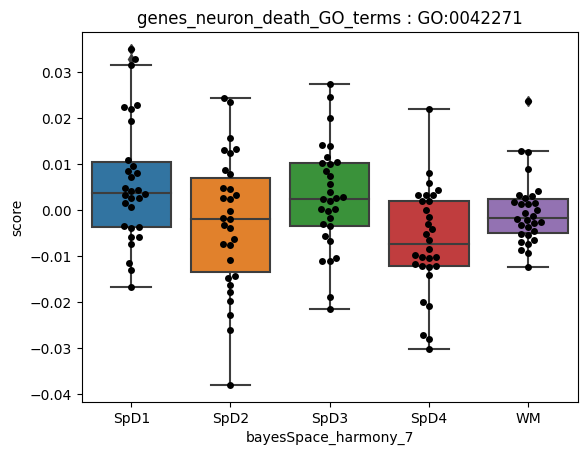 genes_neuron_death_GO_terms : GO:0042271
score
0.03
0.02
0.01
0.00
−0.01
−0.02
−0.03
−0.04
SpD1 SpD2 SpD3 SpD4 WM
bayesSpace_harmony_7